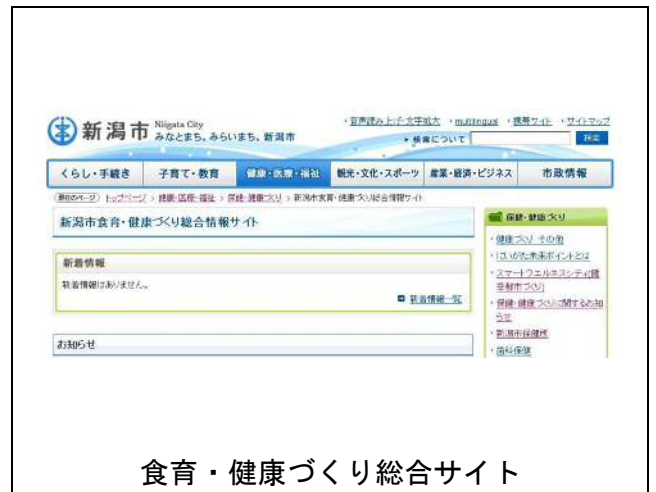 新潟市 Niigata City
みなとまち、みらいまち、新潟市
・音声読み上げ・文字拡大 ・multilingual ・携帯サイト ・サイトマップ
検索について 検索
くらし・手続き 子育て・教育 健康・医療・福祉 観光・文化・スポーツ 産業・経済・ビジネス 市政情報
トップページ > 健康・医療・福祉 > 保健・健康づくり > 新潟市食育・健康づくり総合情報サイト
新潟市食育・健康づくり総合情報サイト
新着情報
新着情報はありません。
新着情報一覧
お知らせ
保健・健康づくり
・健康づくり その他
・にいがた未来ポイントとは
・スマートウエルネスシティ(健
幸都市づくり)
・保健・健康づくりに関するお知
らせ
・新潟市保健所
・歯科保健
食育・健康づくり総合サイト